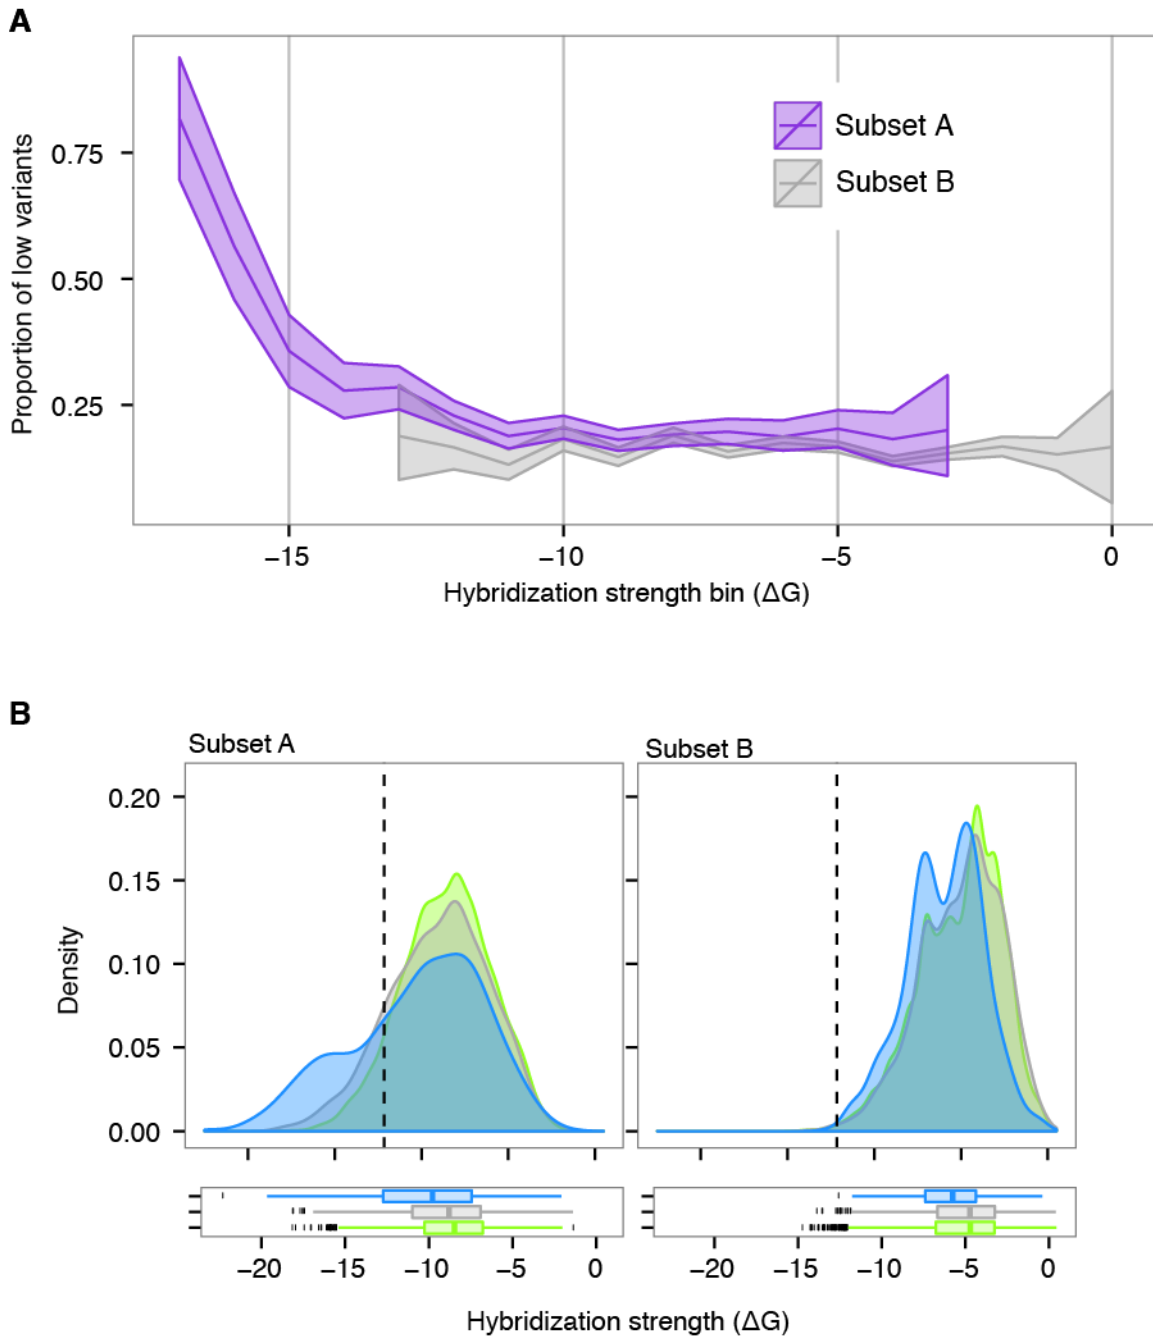 A
Proportion of low variants
0.75
0.50
0.25
Subset A
Subset B
−15
−10
−5
0
Hybridization strength bin (ΔG)
B
Subset A
Subset B
Density
0.20
0.15
0.10
0.05
0.00
−20
−15
−10
−5
0
−20
−15
−10
−5
0
Hybridization strength (ΔG)